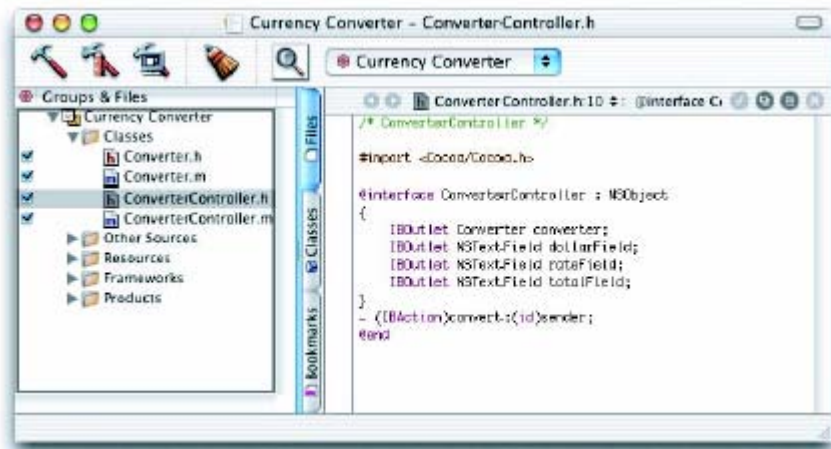 Currency Converter – ConverterController.h
Currency Converter
Groups & Files
Currency Converter
Classes
Converter.h
Converter.m
ConverterController.h
ConverterController.m
Other Sources
Resources
Frameworks
Products
Files
Classes
Bookmarks
ConverterController.h:10 : @interface C
/* ConverterController */
#import <Cocoa/Cocoa.h>
@interface ConverterController : NSObject
{
IBOutlet Converter converter;
IBOutlet NSTextField dollarField;
IBOutlet NSTextField rateField;
IBOutlet NSTextField totalField;
}
- (IBAction)convert:(id)sender;
@end